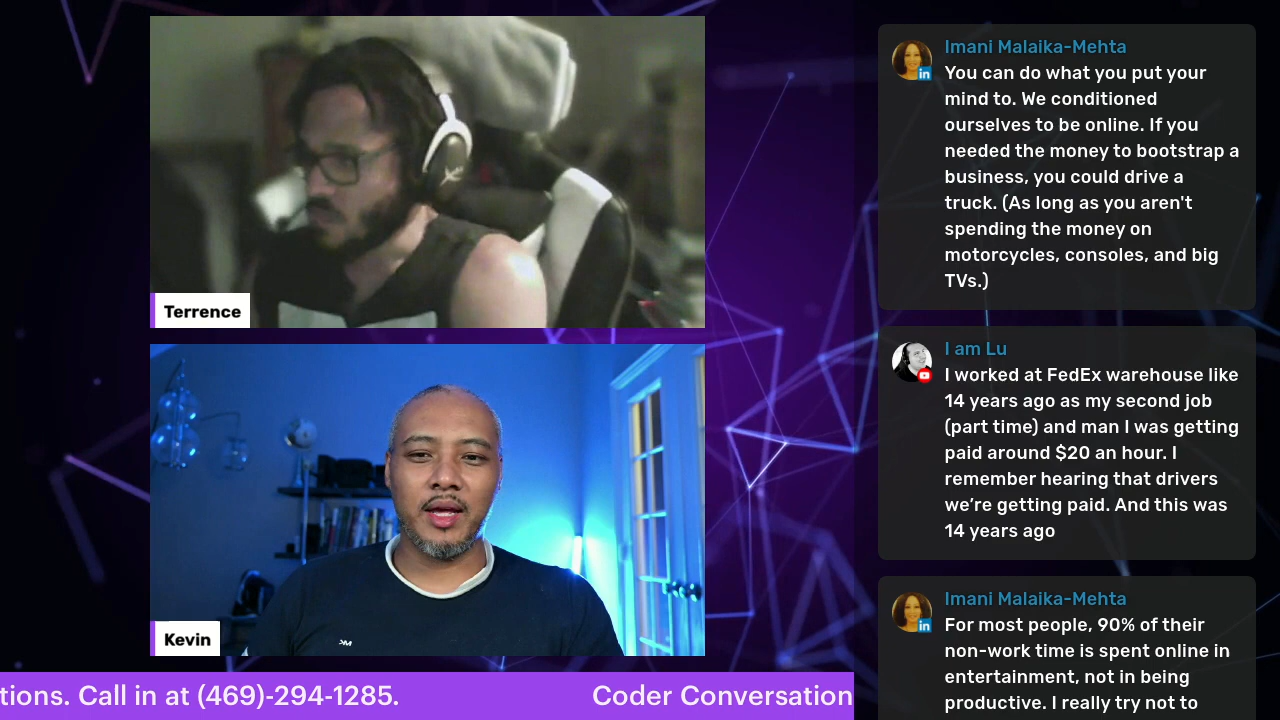 Terrence
Kevin
tions. Call in at (469)-294-1285.
Coder Conversation
Imani Malaika-Mehta
You can do what you put your
mind to. We conditioned
ourselves to be online. If you
needed the money to bootstrap a
business, you could drive a
truck. (As long as you aren't
spending the money on
motorcycles, consoles, and big
TVs.)
I am Lu
I worked at FedEx warehouse like
14 years ago as my second job
(part time) and man I was getting
paid around $20 an hour. I
remember hearing that drivers
we’re getting paid. And this was
14 years ago
Imani Malaika-Mehta
For most people, 90% of their
non-work time is spent online in
entertainment, not in being
productive. I really try not to